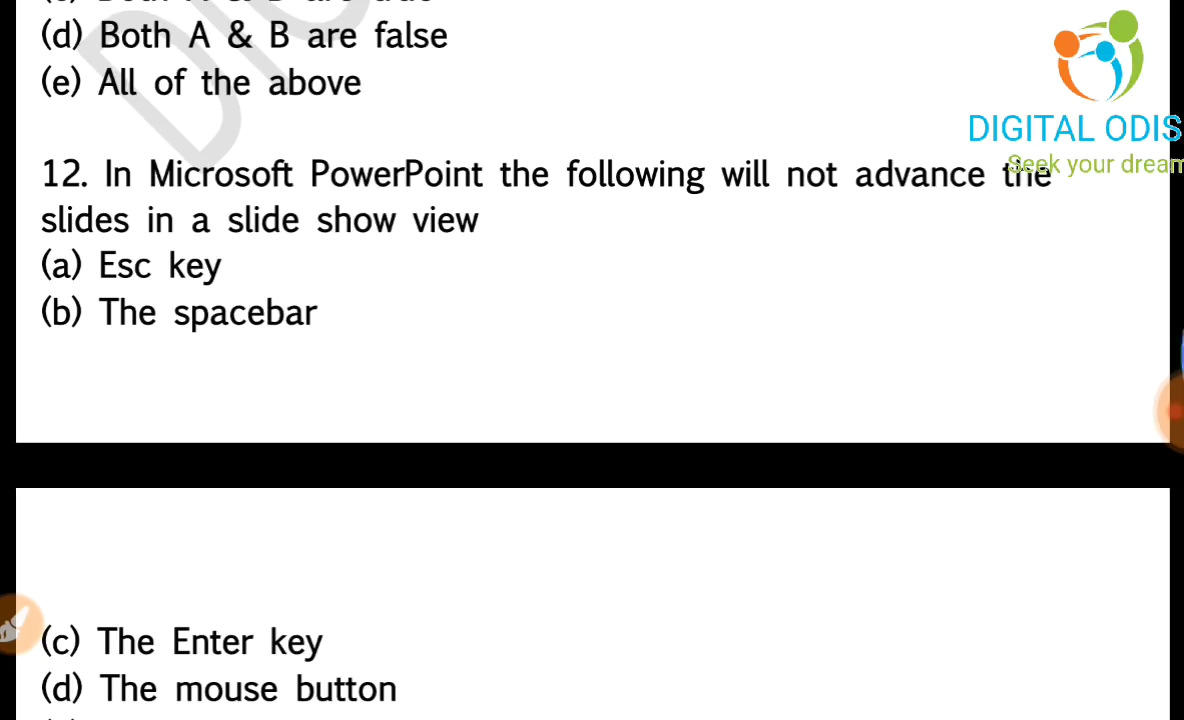 (d) Both A & B are false
(e) All of the above
DIGITAL ODIS
12. In Microsoft PowerPoint the following will not advance the
Seek your dream
slides in a slide show view
(a) Esc key
(b) The spacebar
(c) The Enter key
(d) The mouse button